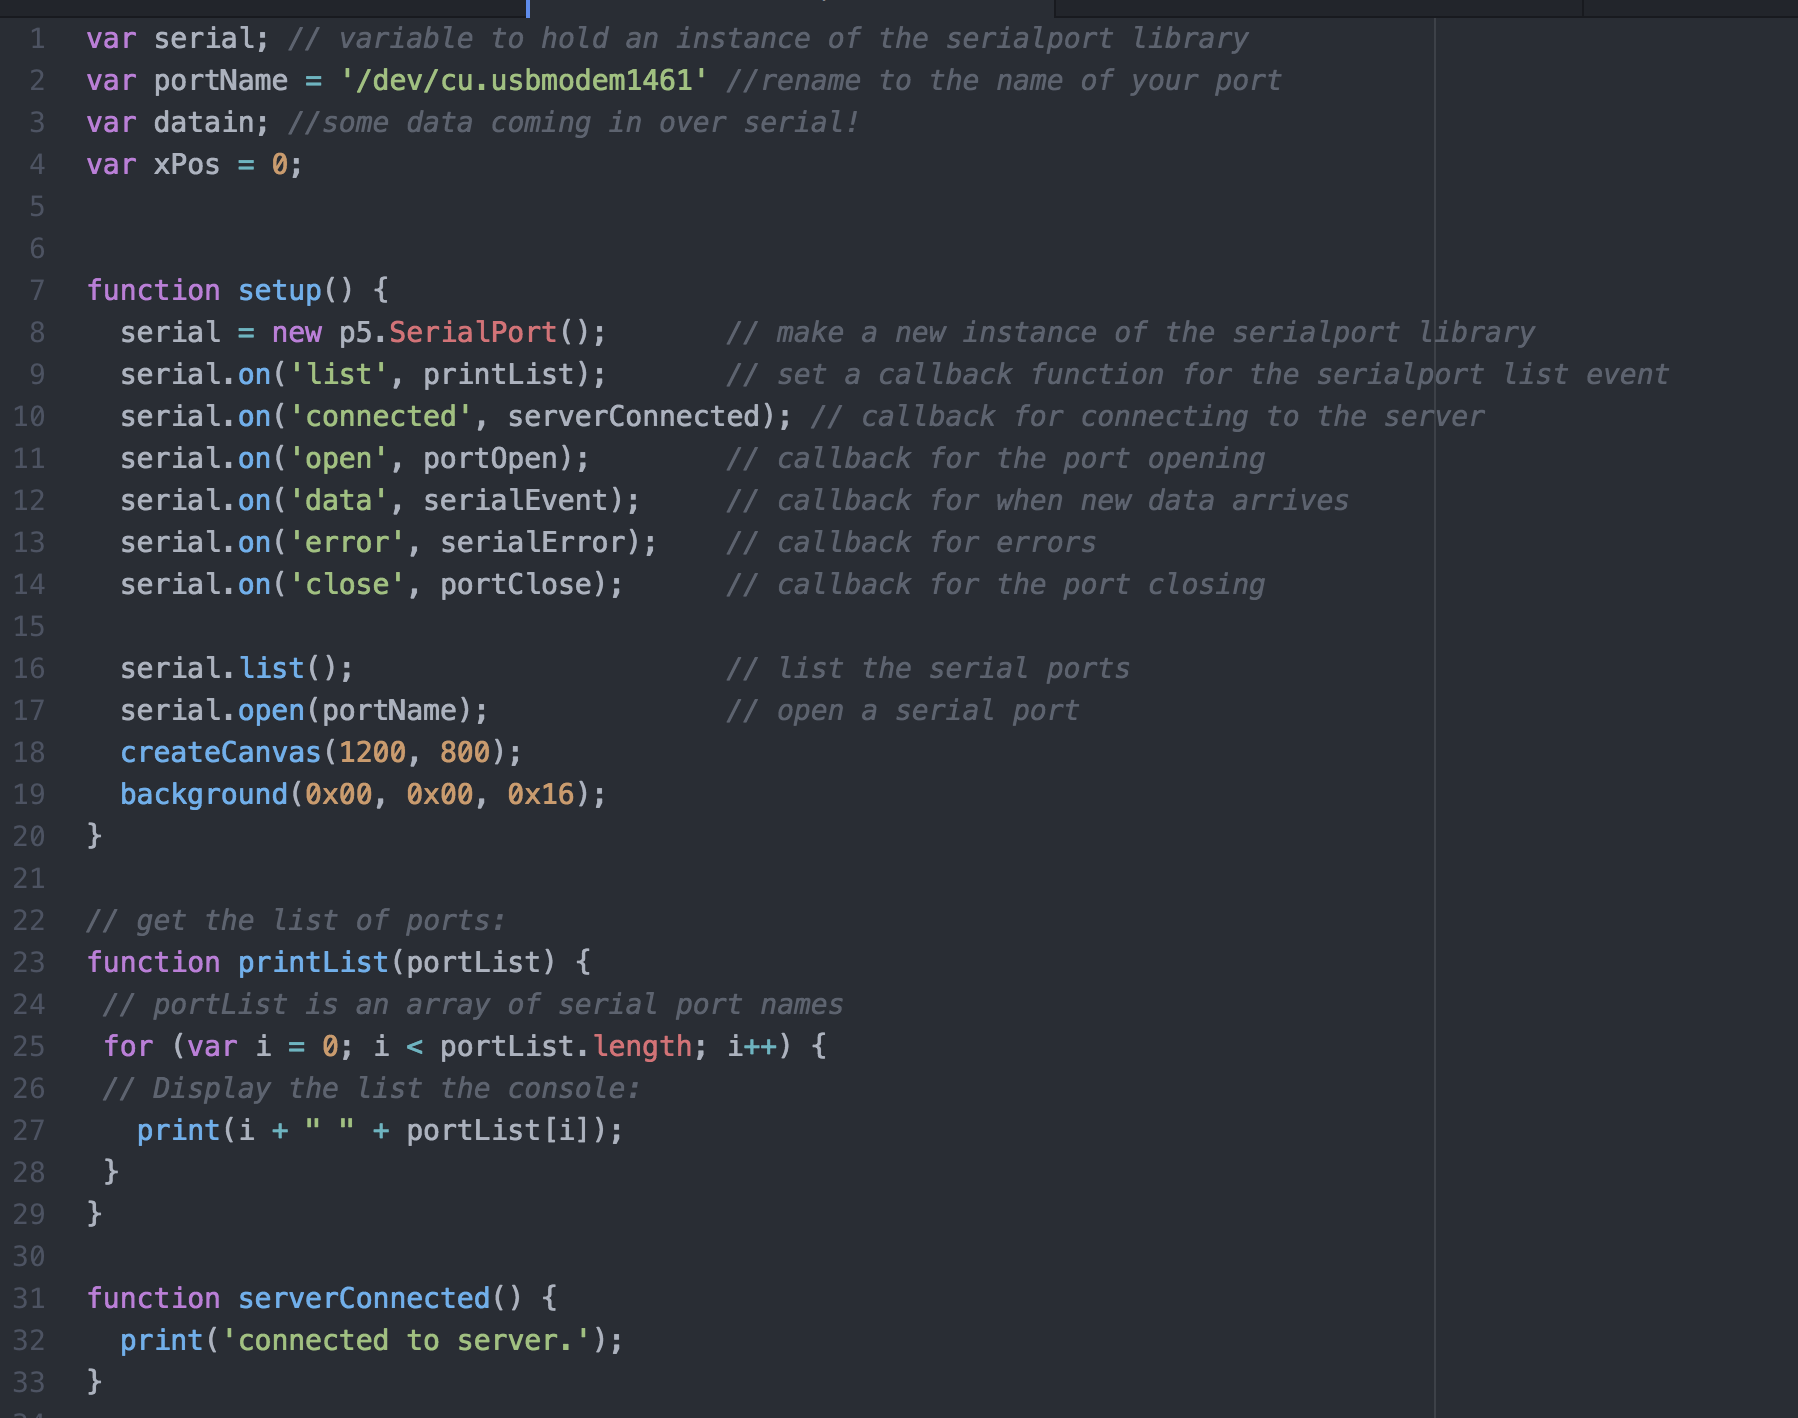 1 var serial; // variable to hold an instance of the serialport library
2 var portName = '/dev/cu.usbmodem1461' //rename to the name of your port
3 var datain; //some data coming in over serial!
4 var xPos = 0;
5
6
7 function setup() {
8   serial = new p5.SerialPort();       // make a new instance of the serialport library
9   serial.on('list', printList);       // set a callback function for the serialport list event
10   serial.on('connected', serverConnected); // callback for connecting to the server
11   serial.on('open', portOpen);        // callback for the port opening
12   serial.on('data', serialEvent);     // callback for when new data arrives
13   serial.on('error', serialError);    // callback for errors
14   serial.on('close', portClose);      // callback for the port closing
15
16   serial.list();                      // list the serial ports
17   serial.open(portName);              // open a serial port
18   createCanvas(1200, 800);
19   background(0x00, 0x00, 0x16);
20 }
21
22 // get the list of ports:
23 function printList(portList) {
24  // portList is an array of serial port names
25  for (var i = 0; i < portList.length; i++) {
26  // Display the list the console:
27    print(i + " " + portList[i]);
28  }
29 }
30
31 function serverConnected() {
32   print('connected to server.');
33 }